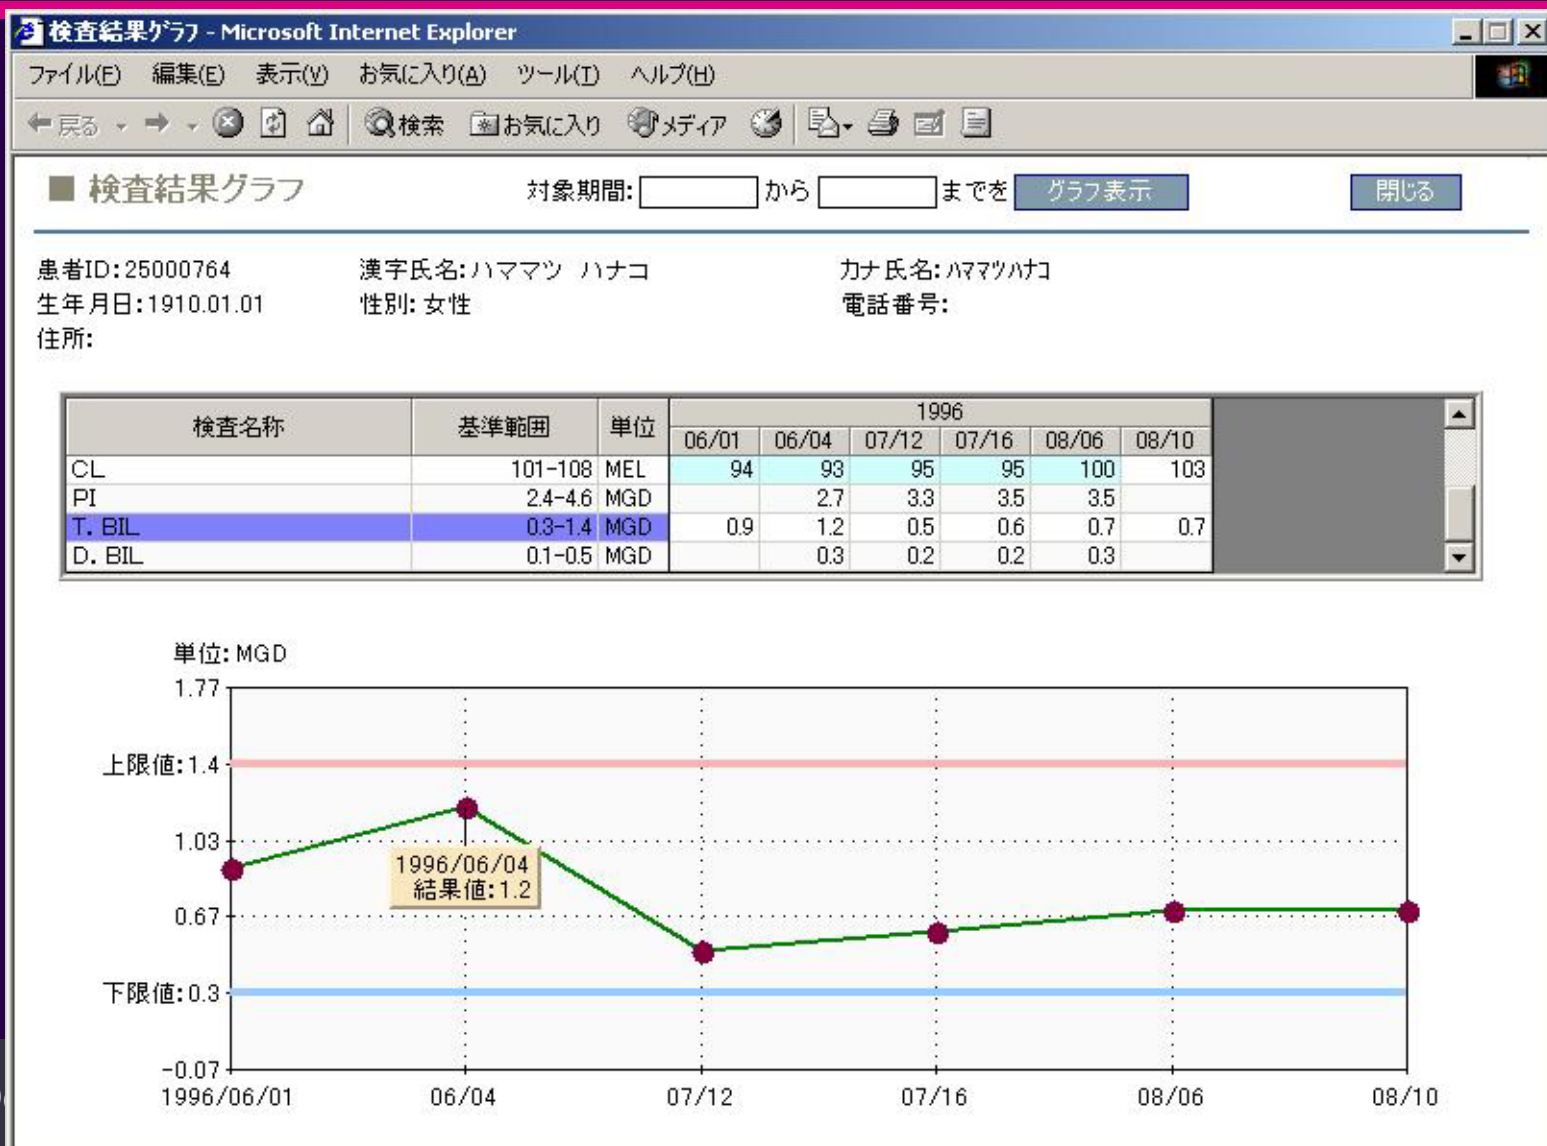 検査結果グラフ - Microsoft Internet Explorer
ファイル(F) 編集(E) 表示(V) お気に入り(A) ツール(T) ヘルプ(H)
戻る 検索 お気に入り メディア
■ 検査結果グラフ 対象期間: から までを グラフ表示 閉じる
患者ID:25000764 漢字氏名:ハママツ ハナコ カナ氏名:ハママツハナコ
生年月日:1910.01.01 性別:女性 電話番号:
住所:
検査名称 基準範囲 単位 1996
06/01 06/04 07/12 07/16 08/06 08/10
CL 101-108 MEL 94 93 95 95 100 103
PI 2.4-4.6 MGD 2.7 3.3 3.5 3.5
T. BIL 0.3-1.4 MGD 0.9 1.2 0.5 0.6 0.7 0.7
D. BIL 0.1-0.5 MGD 0.3 0.2 0.2 0.3
単位:MGD
1.77
上限値:1.4
1.03
1996/06/04
結果値:1.2
0.67
下限値:0.3
-0.07
1996/06/01 06/04 07/12 07/16 08/06 08/10